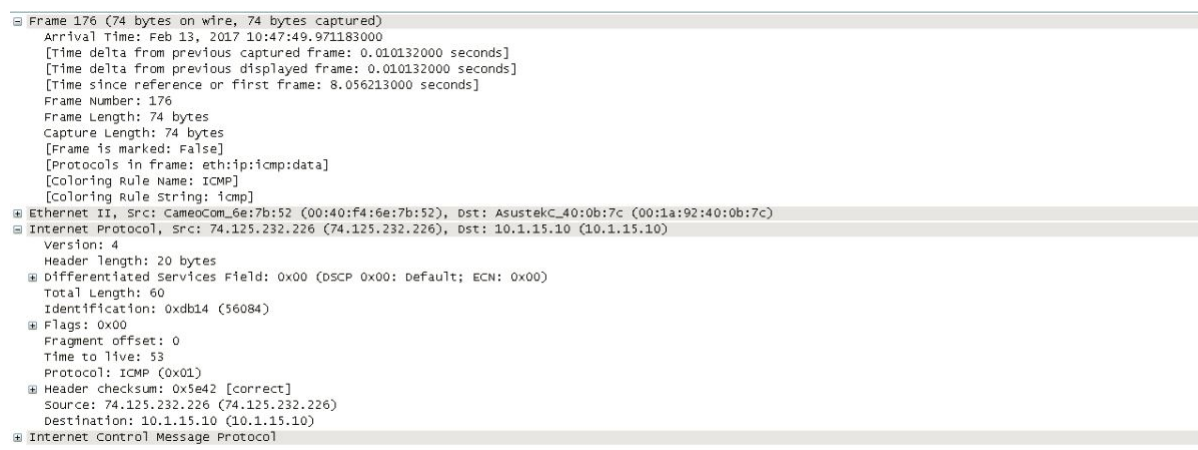 Frame 176 (74 bytes on wire, 74 bytes captured)
Arrival Time: Feb 13, 2017 10:47:49.971183000
[Time delta from previous captured frame: 0.010132000 seconds]
[Time delta from previous displayed frame: 0.010132000 seconds]
[Time since reference or first frame: 8.056213000 seconds]
Frame Number: 176
Frame Length: 74 bytes
Capture Length: 74 bytes
[Frame is marked: False]
[Protocols in frame: eth:ip:icmp:data]
[Coloring Rule Name: ICMP]
[Coloring Rule String: icmp]
Ethernet II, Src: CameoCom_6e:7b:52 (00:40:f4:6e:7b:52), Dst: AsustekC_40:0b:7c (00:1a:92:40:0b:7c)
Internet Protocol, Src: 74.125.232.226 (74.125.232.226), Dst: 10.1.15.10 (10.1.15.10)
Version: 4
Header length: 20 bytes
Differentiated Services Field: 0x00 (DSCP 0x00: Default; ECN: 0x00)
Total Length: 60
Identification: 0xdb14 (56084)
Flags: 0x00
Fragment offset: 0
Time to live: 53
Protocol: ICMP (0x01)
Header checksum: 0x5e42 [correct]
Source: 74.125.232.226 (74.125.232.226)
Destination: 10.1.15.10 (10.1.15.10)
Internet Control Message Protocol